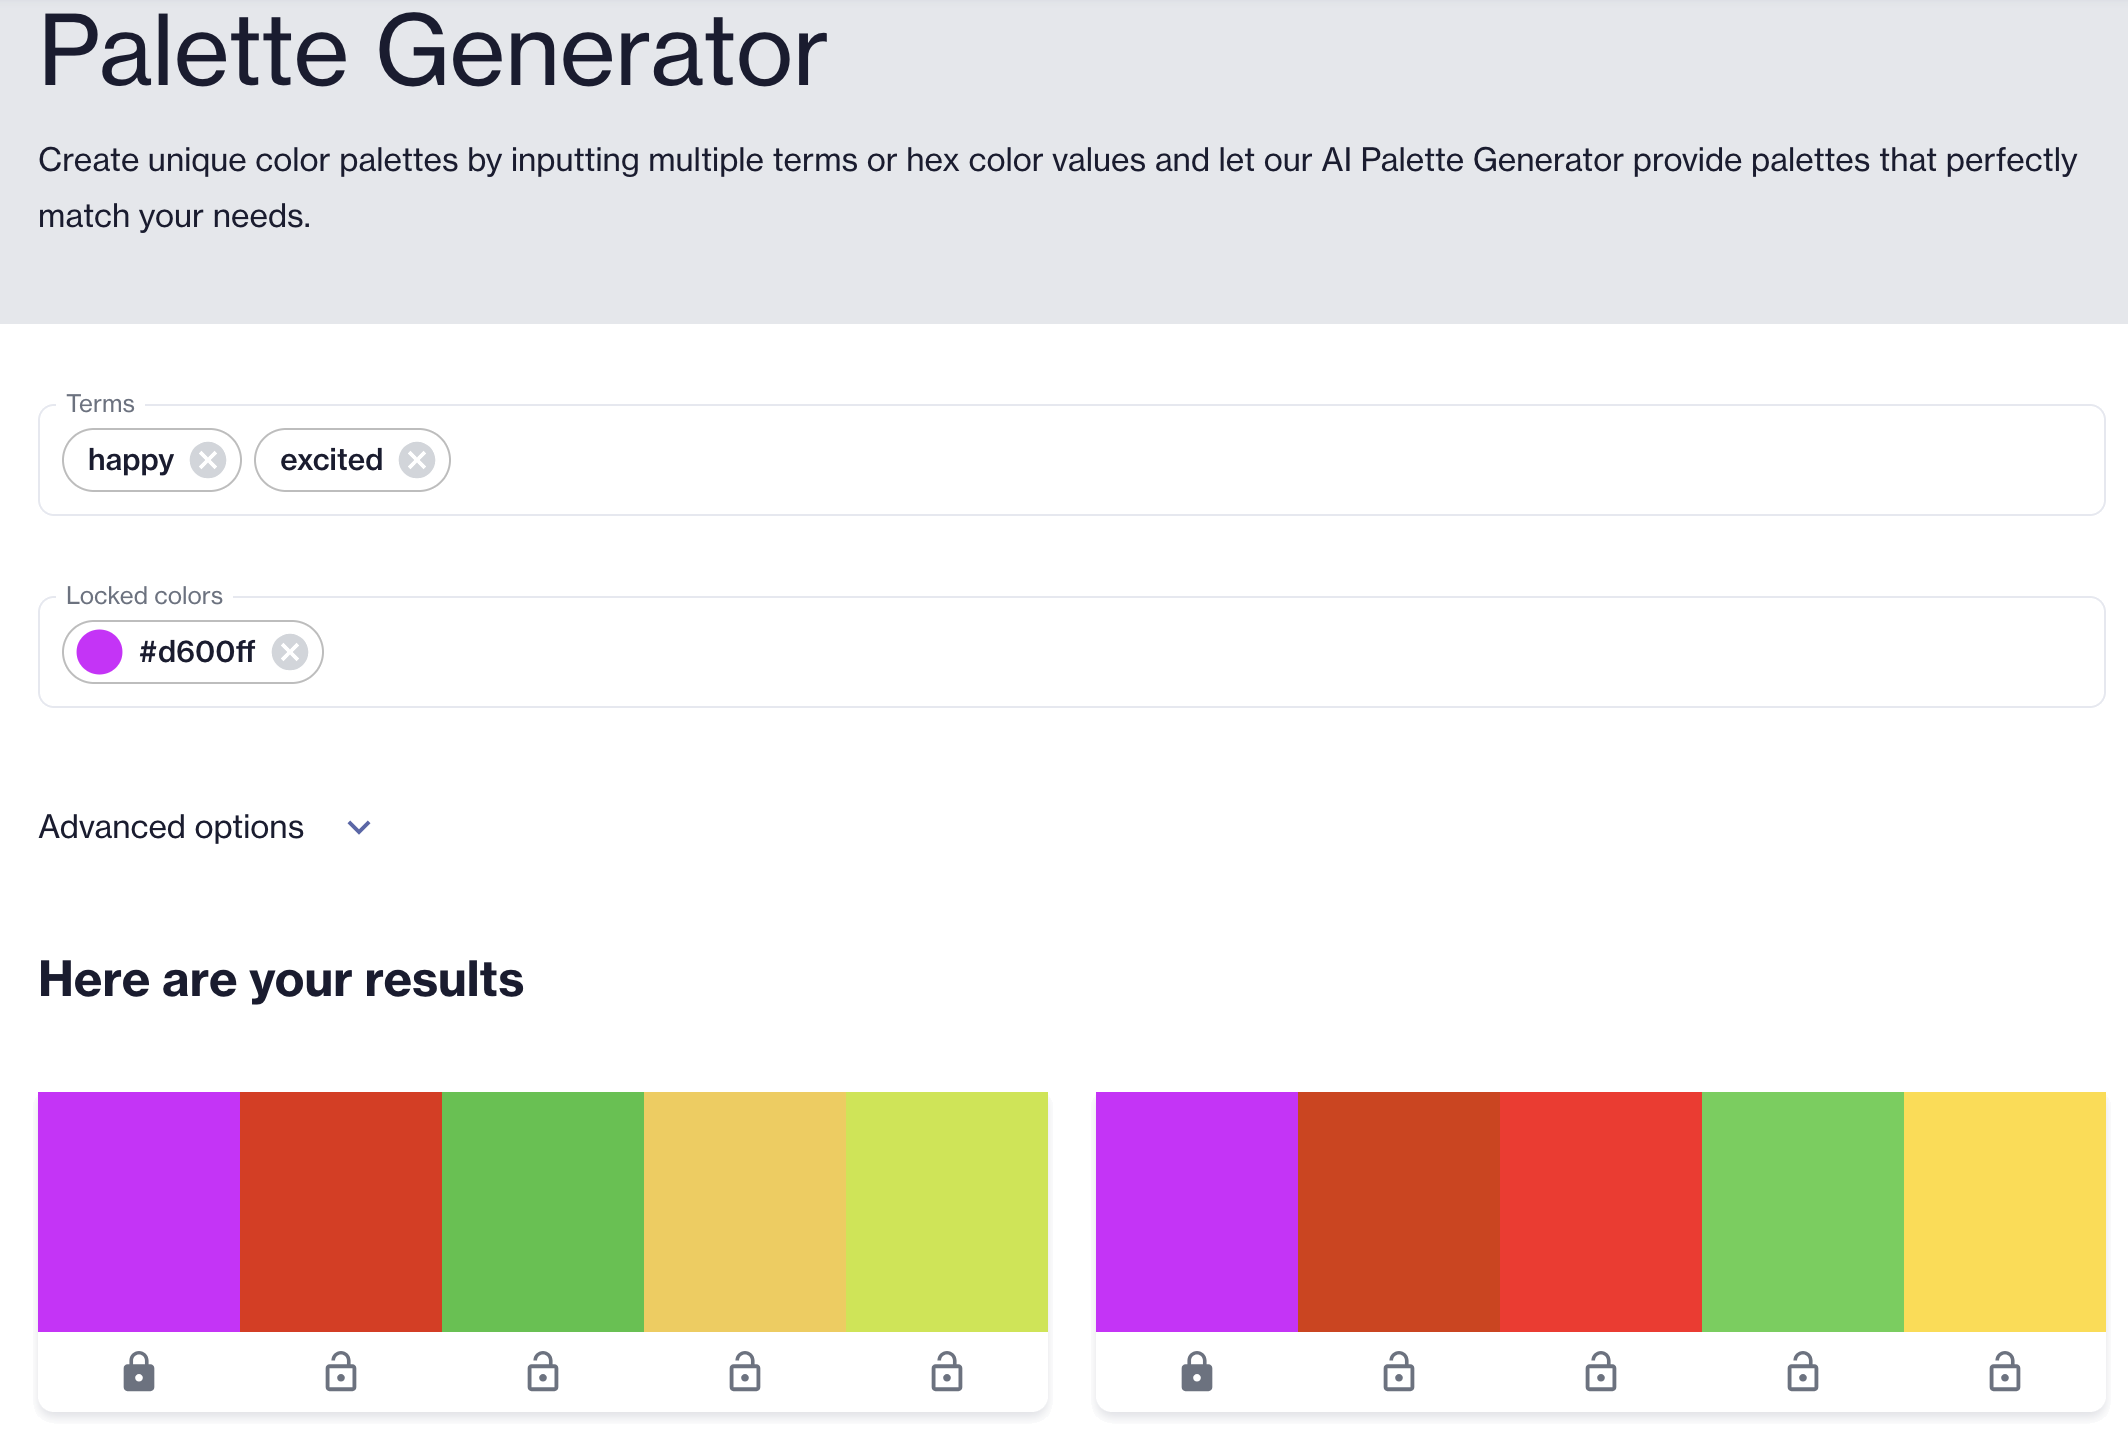 Palette Generator
Create unique color palettes by inputting multiple terms or hex color values and let our AI Palette Generator provide palettes that perfectly
match your needs.
Terms
happy excited
Locked colors
#d600ff
Advanced options
Here are your results